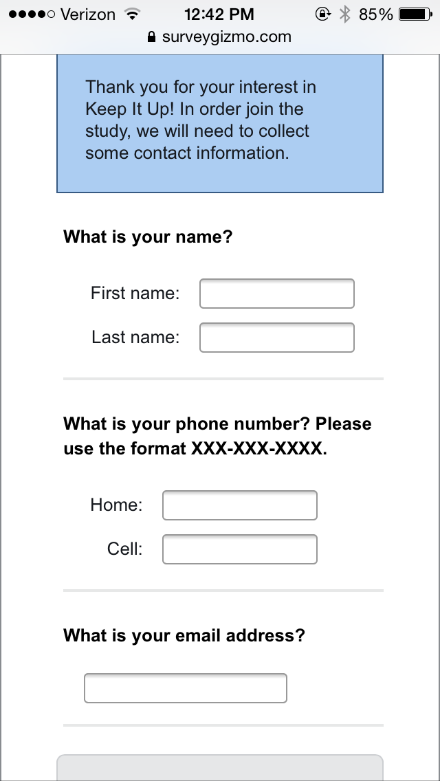 Verizon 12:42 PM 85%
surveygizmo.com
Thank you for your interest in
Keep It Up! In order join the
study, we will need to collect
some contact information.
What is your name?
First name:
Last name:
What is your phone number? Please
use the format XXX-XXX-XXXX.
Home:
Cell:
What is your email address?